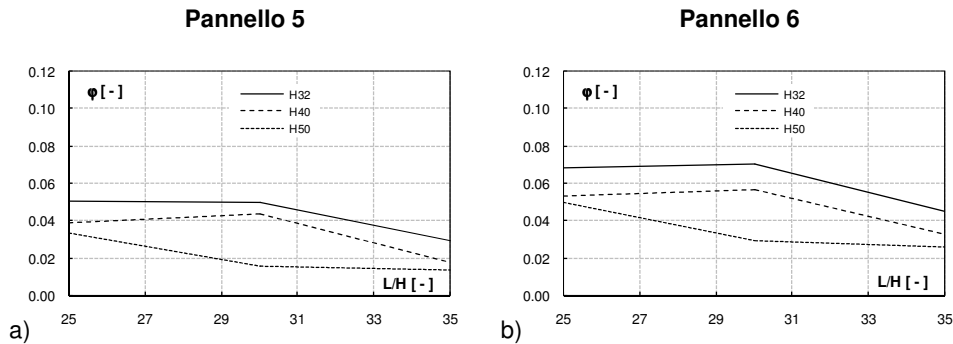 Pannello 5
0.12
0.10
0.08
0.06
0.04
0.02
0.00
φ [ - ]
H32
H40
H50
L/H [ - ]
25 27 29 31 33 35
a)
Pannello 6
0.12
0.10
0.08
0.06
0.04
0.02
0.00
φ [ - ]
H32
H40
H50
L/H [ - ]
25 27 29 31 33 35
b)